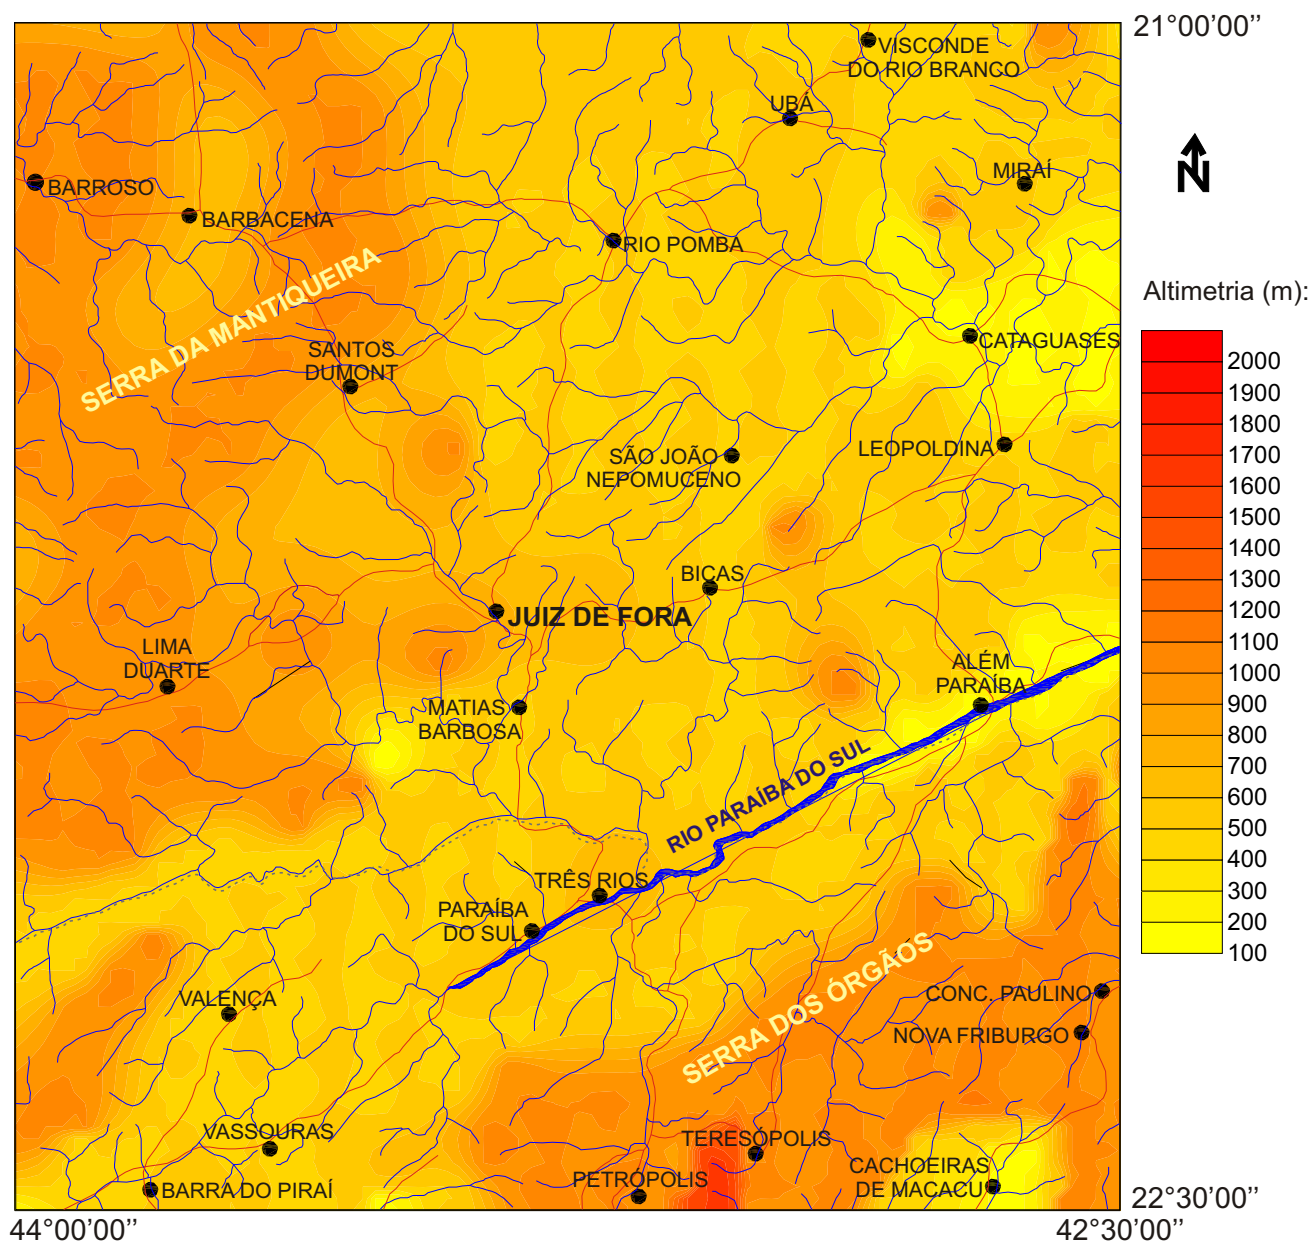 21°00'00''
VISCONDE
DO RIO BRANCO
UBÁ
N
MIRAÍ
BARROSO
BARBACENA
RIO POMBA
SERRA DA MANTIQUEIRA
Altimetria (m):
SANTOS
DUMONT
CATAGUASES
SÃO JOÃO
NEPOMUCENO
LEOPOLDINA
BICAS
JUIZ DE FORA
LIMA
DUARTE
ALÉM
PARAÍBA
MATIAS
BARBOSA
RIO PARAÍBA DO SUL
TRÊS RIOS
PARAÍBA
DO SUL
VALENÇA
SERRA DOS ÓRGÃOS
CONC. PAULINO
NOVA FRIBURGO
VASSOURAS
TERESÓPOLIS
BARRA DO PIRAÍ
PETRÓPOLIS
CACHOEIRAS
DE MACACU
2000
1900
1800
1700
1600
1500
1400
1300
1200
1100
1000
900
800
700
600
500
400
300
200
100
22°30'00''
44°00'00''
42°30'00''